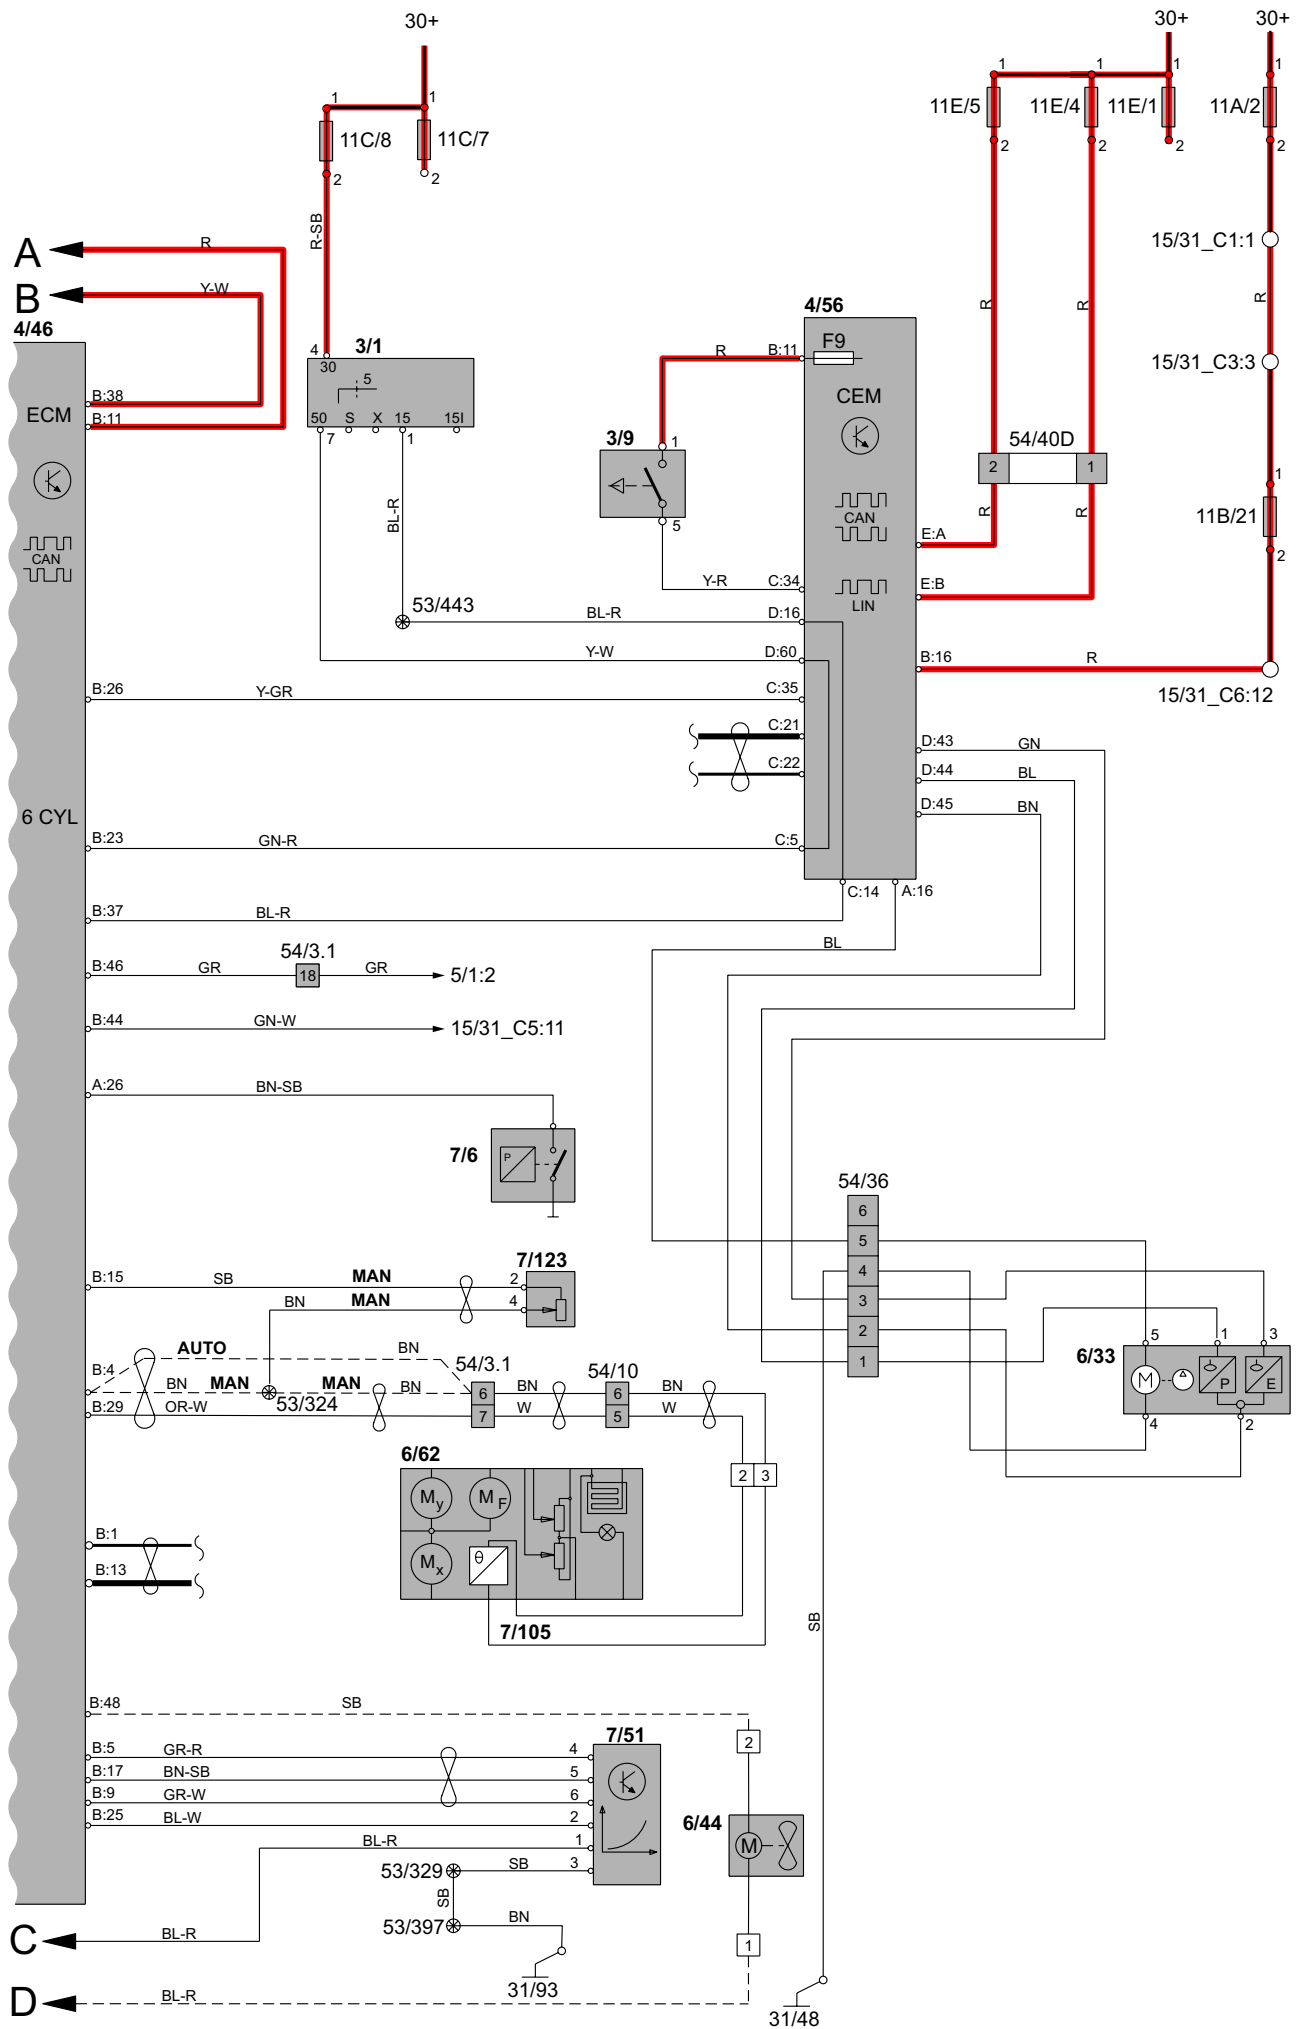 30+
30+
30+
1
1
1
1
1
1
11C/8
11C/7
11E/5
11E/4
11E/1
11A/2
2
2
2
2
2
2
R-SB
A
R
15/31_C1:1
B
Y-W
R
R
R
4/46
4/56
3/1
4
30
5
R
B:11
F9
15/31_C3:3
B:38
B:11
ECM
CEM
50
S
X
15
15I
7
1
3/9
1
54/40D
2
1
1
11B/21
2
BL-R
R
R
5
CAN
CAN
E:A
E:B
LIN
Y-R
C:34
53/443
BL-R
D:16
Y-W
D:60
B:16
R
15/31_C6:12
B:26
Y-GR
C:35
C:21
C:22
D:43
GN
D:44
BL
D:45
BN
6 CYL
B:23
GN-R
C:5
C:14
A:16
B:37
BL-R
BL
54/3.1
B:46
GR
18
GR
5/1:2
B:44
GN-W
15/31_C5:11
A:26
BN-SB
7/6
P
54/36
6
5
4
3
2
1
7/123
B:15
SB
MAN
2
BN
MAN
4
5
1
3
6/33
M
P
E
4
2
AUTO
BN
B:4
BN
MAN
MAN
BN
54/3.1
54/10
6
BN
6
BN
53/324
B:29
OR-W
7
W
5
W
6/62
2
3
My
MF
Mx
θ
7/105
B:1
B:13
SB
B:48
SB
7/51
2
B:5
GR-R
4
B:17
BN-SB
5
B:9
GR-W
6
B:25
BL-W
2
6/44
M
BL-R
1
53/329
SB
3
SB
53/397
BN
C
BL-R
1
31/93
D
BL-R
31/48